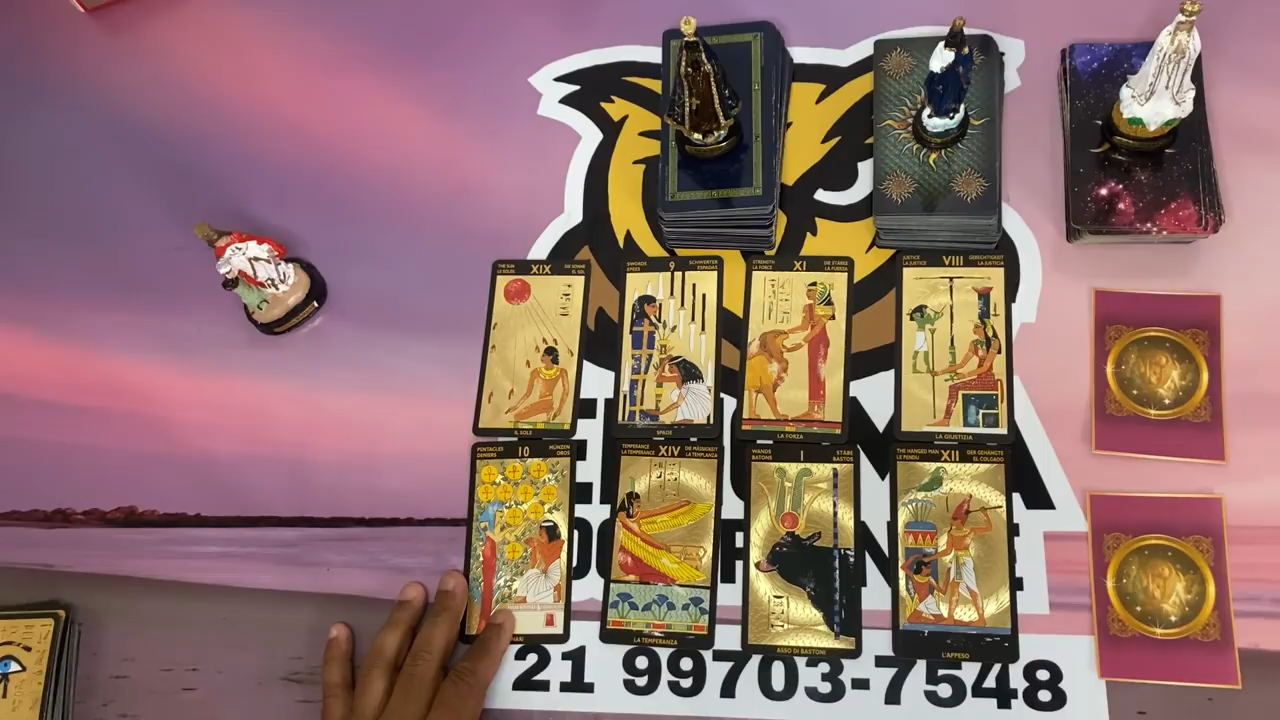 THE SUN
LE SOLEIL
XIX
DIE SONNE
EL SOL
IL SOLE
SWORDS
EPEES
9
SCHWERTER
ESPADAS
SPADE
STRENGTH
LA FORCE
XI
DIE STÄRKE
LA FUERZA
LA FORZA
JUSTICE
LA JUSTICE
VIII
GERECHTIGKEIT
LA JUSTICIA
LA GIUSTIZIA
PENTACLES
DENIERS
10
MÜNZEN
OROS
NARI
TEMPERANCE
LA TEMPERANCE
XIV
DIE MÄSSIGKEIT
LA TEMPLANZA
LA TEMPERANZA
WANDS
BATONS
I
STÄBE
BASTOS
ASSO DI BASTONI
THE HANGED MAN
LE PENDU
XII
DER GEHÄNGTE
EL COLGADO
L'APPESO
21 99703-7548